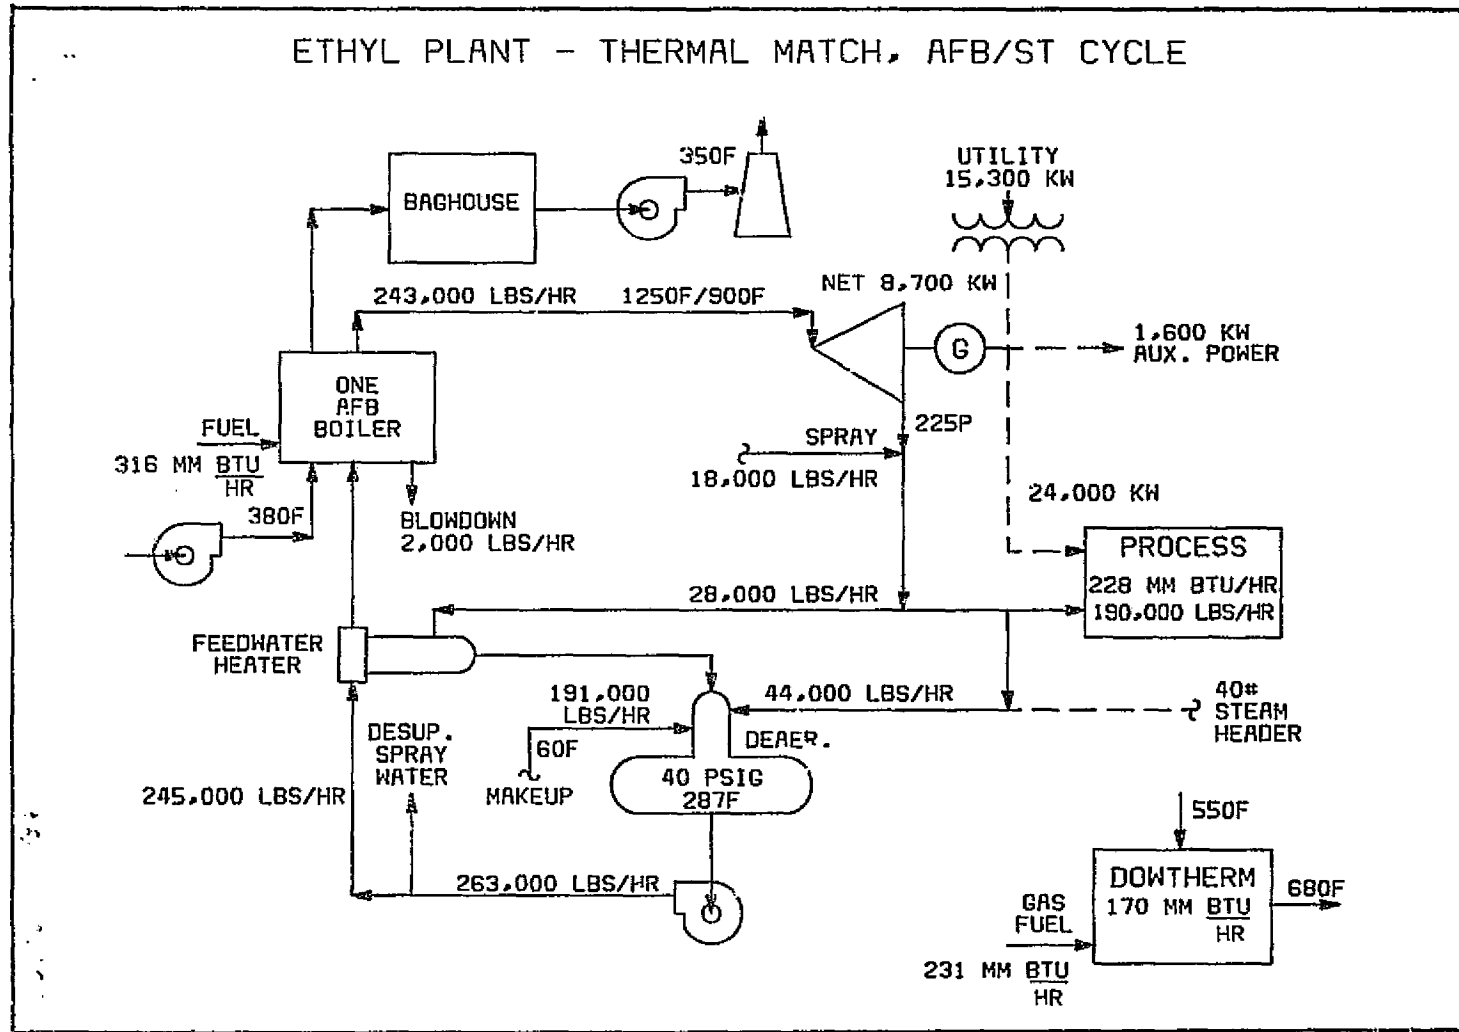 ETHYL PLANT - THERMAL MATCH, AFB/ST CYCLE
BAGHOUSE
350F
UTILITY
15,300 KW
243,000 LBS/HR
1250F/900F
NET 8,700 KW
G
1,600 KW
AUX. POWER
ONE
AFB
BOILER
FUEL
316 MM BTU
HR
380F
BLOWDOWN
2,000 LBS/HR
SPRAY
18,000 LBS/HR
225P
24,000 KW
PROCESS
228 MM BTU/HR
190,000 LBS/HR
28,000 LBS/HR
FEEDWATER
HEATER
191,000
LBS/HR
44,000 LBS/HR
40#
STEAM
HEADER
DESUP.
SPRAY
WATER
60F
MAKEUP
DEAER.
40 PSIG
287F
245,000 LBS/HR
263,000 LBS/HR
550F
DOWTHERM
170 MM BTU
HR
680F
GAS
FUEL
231 MM BTU
HR